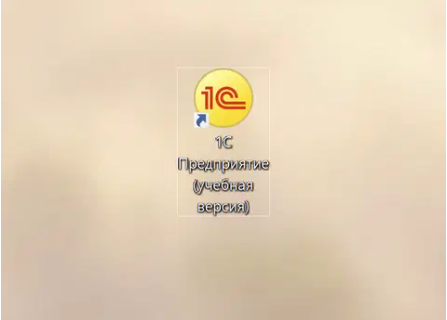 1С
1С
Предприятие
(учебная
версия)